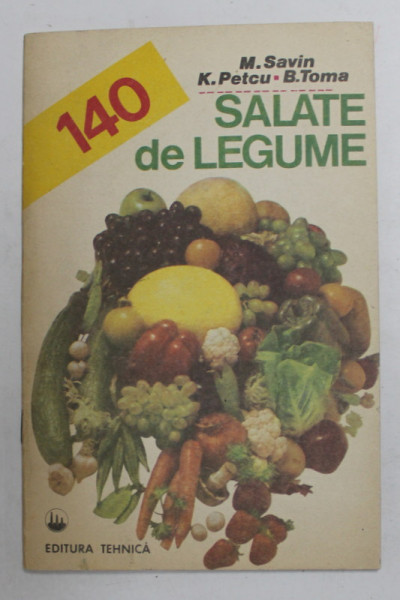 M. Savin
K. Petcu • B. Toma
140
SALATE
de LEGUME
EDITURA TEHNICĂ